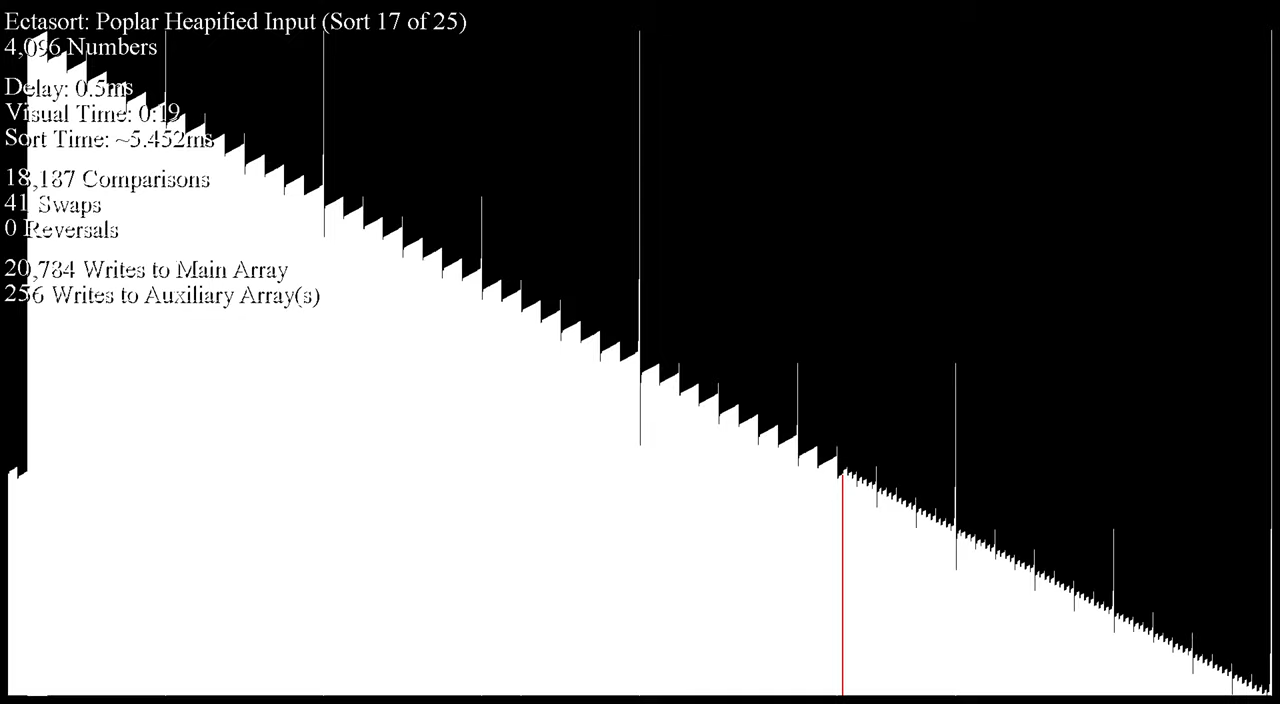 Ectasort: Poplar Heapified Input (Sort 17 of 25)
4,096 Numbers
Delay: 0.5ms
Visual Time: 0:19
Sort Time: ~5.452ms
18,187 Comparisons
41 Swaps
0 Reversals
20,784 Writes to Main Array
256 Writes to Auxiliary Array(s)